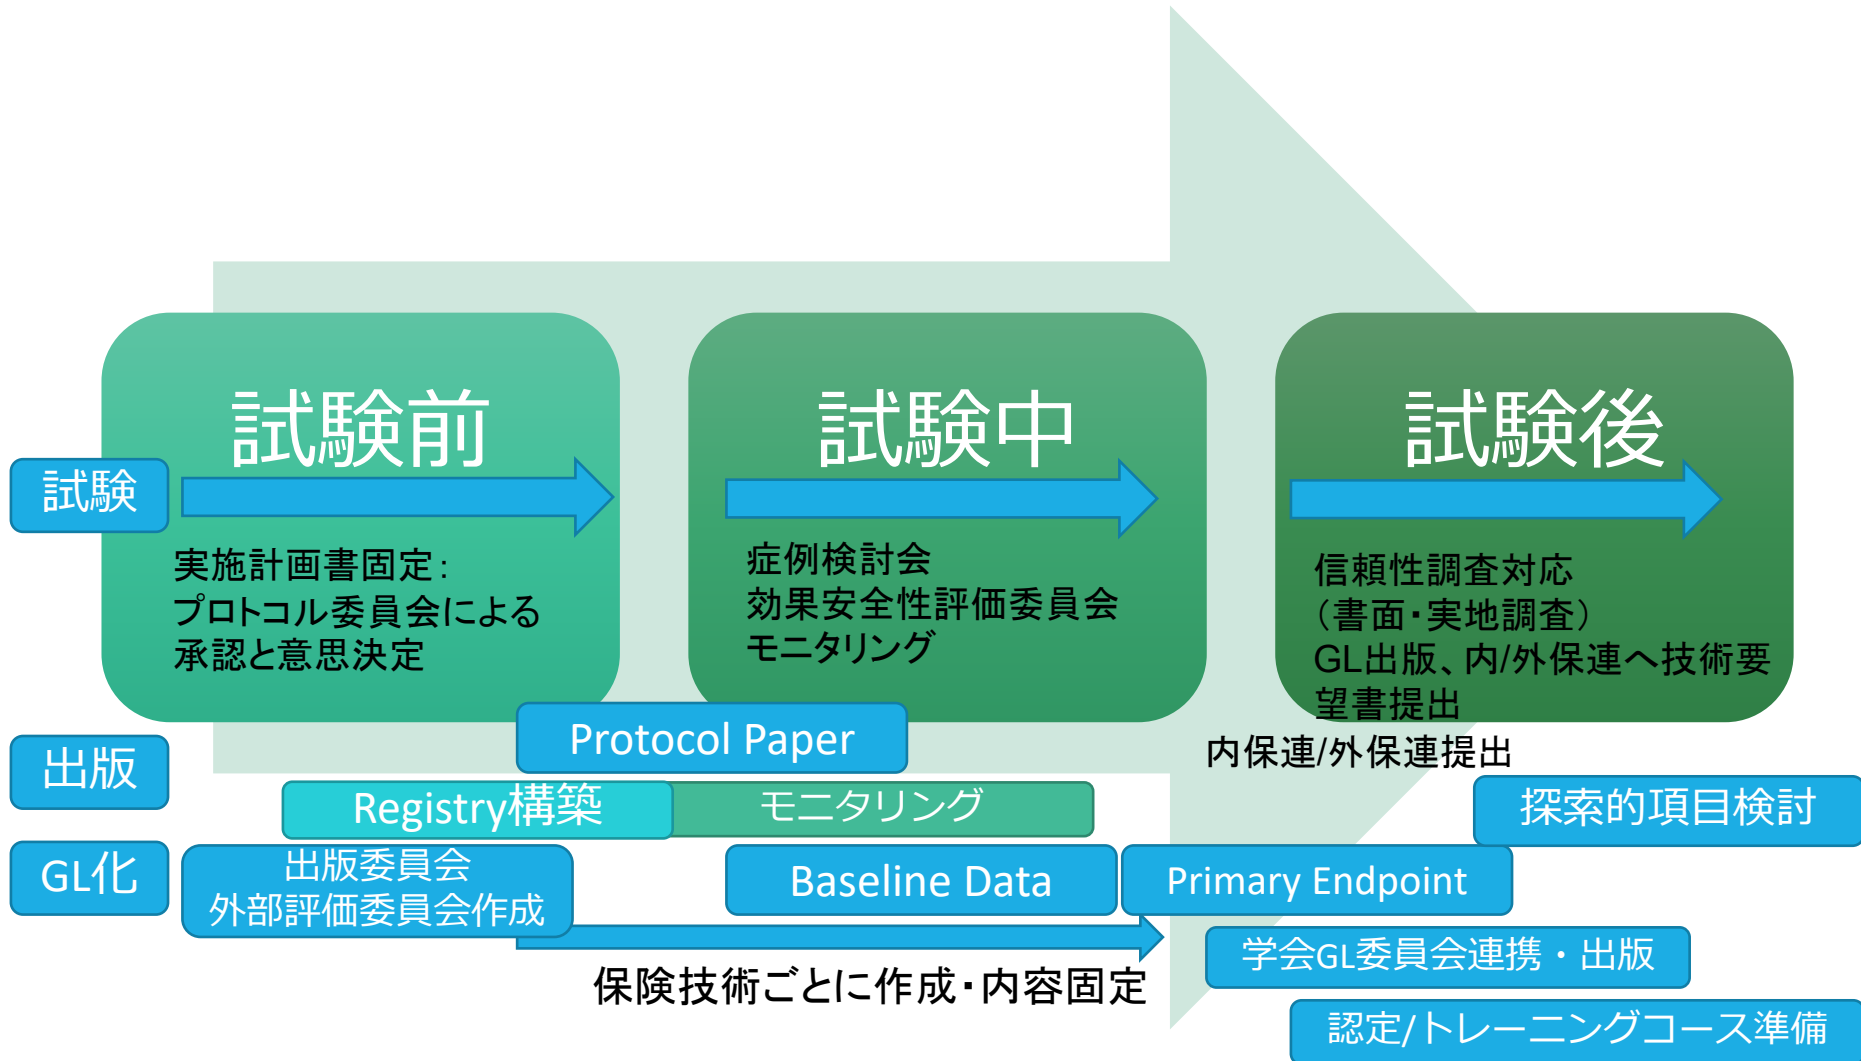 試験前
試験中
試験後
試験
実施計画書固定：
プロトコル委員会による
承認と意思決定
症例検討会
効果安全性評価委員会
モニタリング
信頼性調査対応
（書面・実地調査）
GL出版、内/外保連へ技術要
望書提出
出版
Protocol Paper
内保連/外保連提出
Registry構築
モニタリング
探索的項目検討
GL化
出版委員会
外部評価委員会作成
Baseline Data
Primary Endpoint
保険技術ごとに作成・内容固定
学会GL委員会連携・出版
認定/トレーニングコース準備